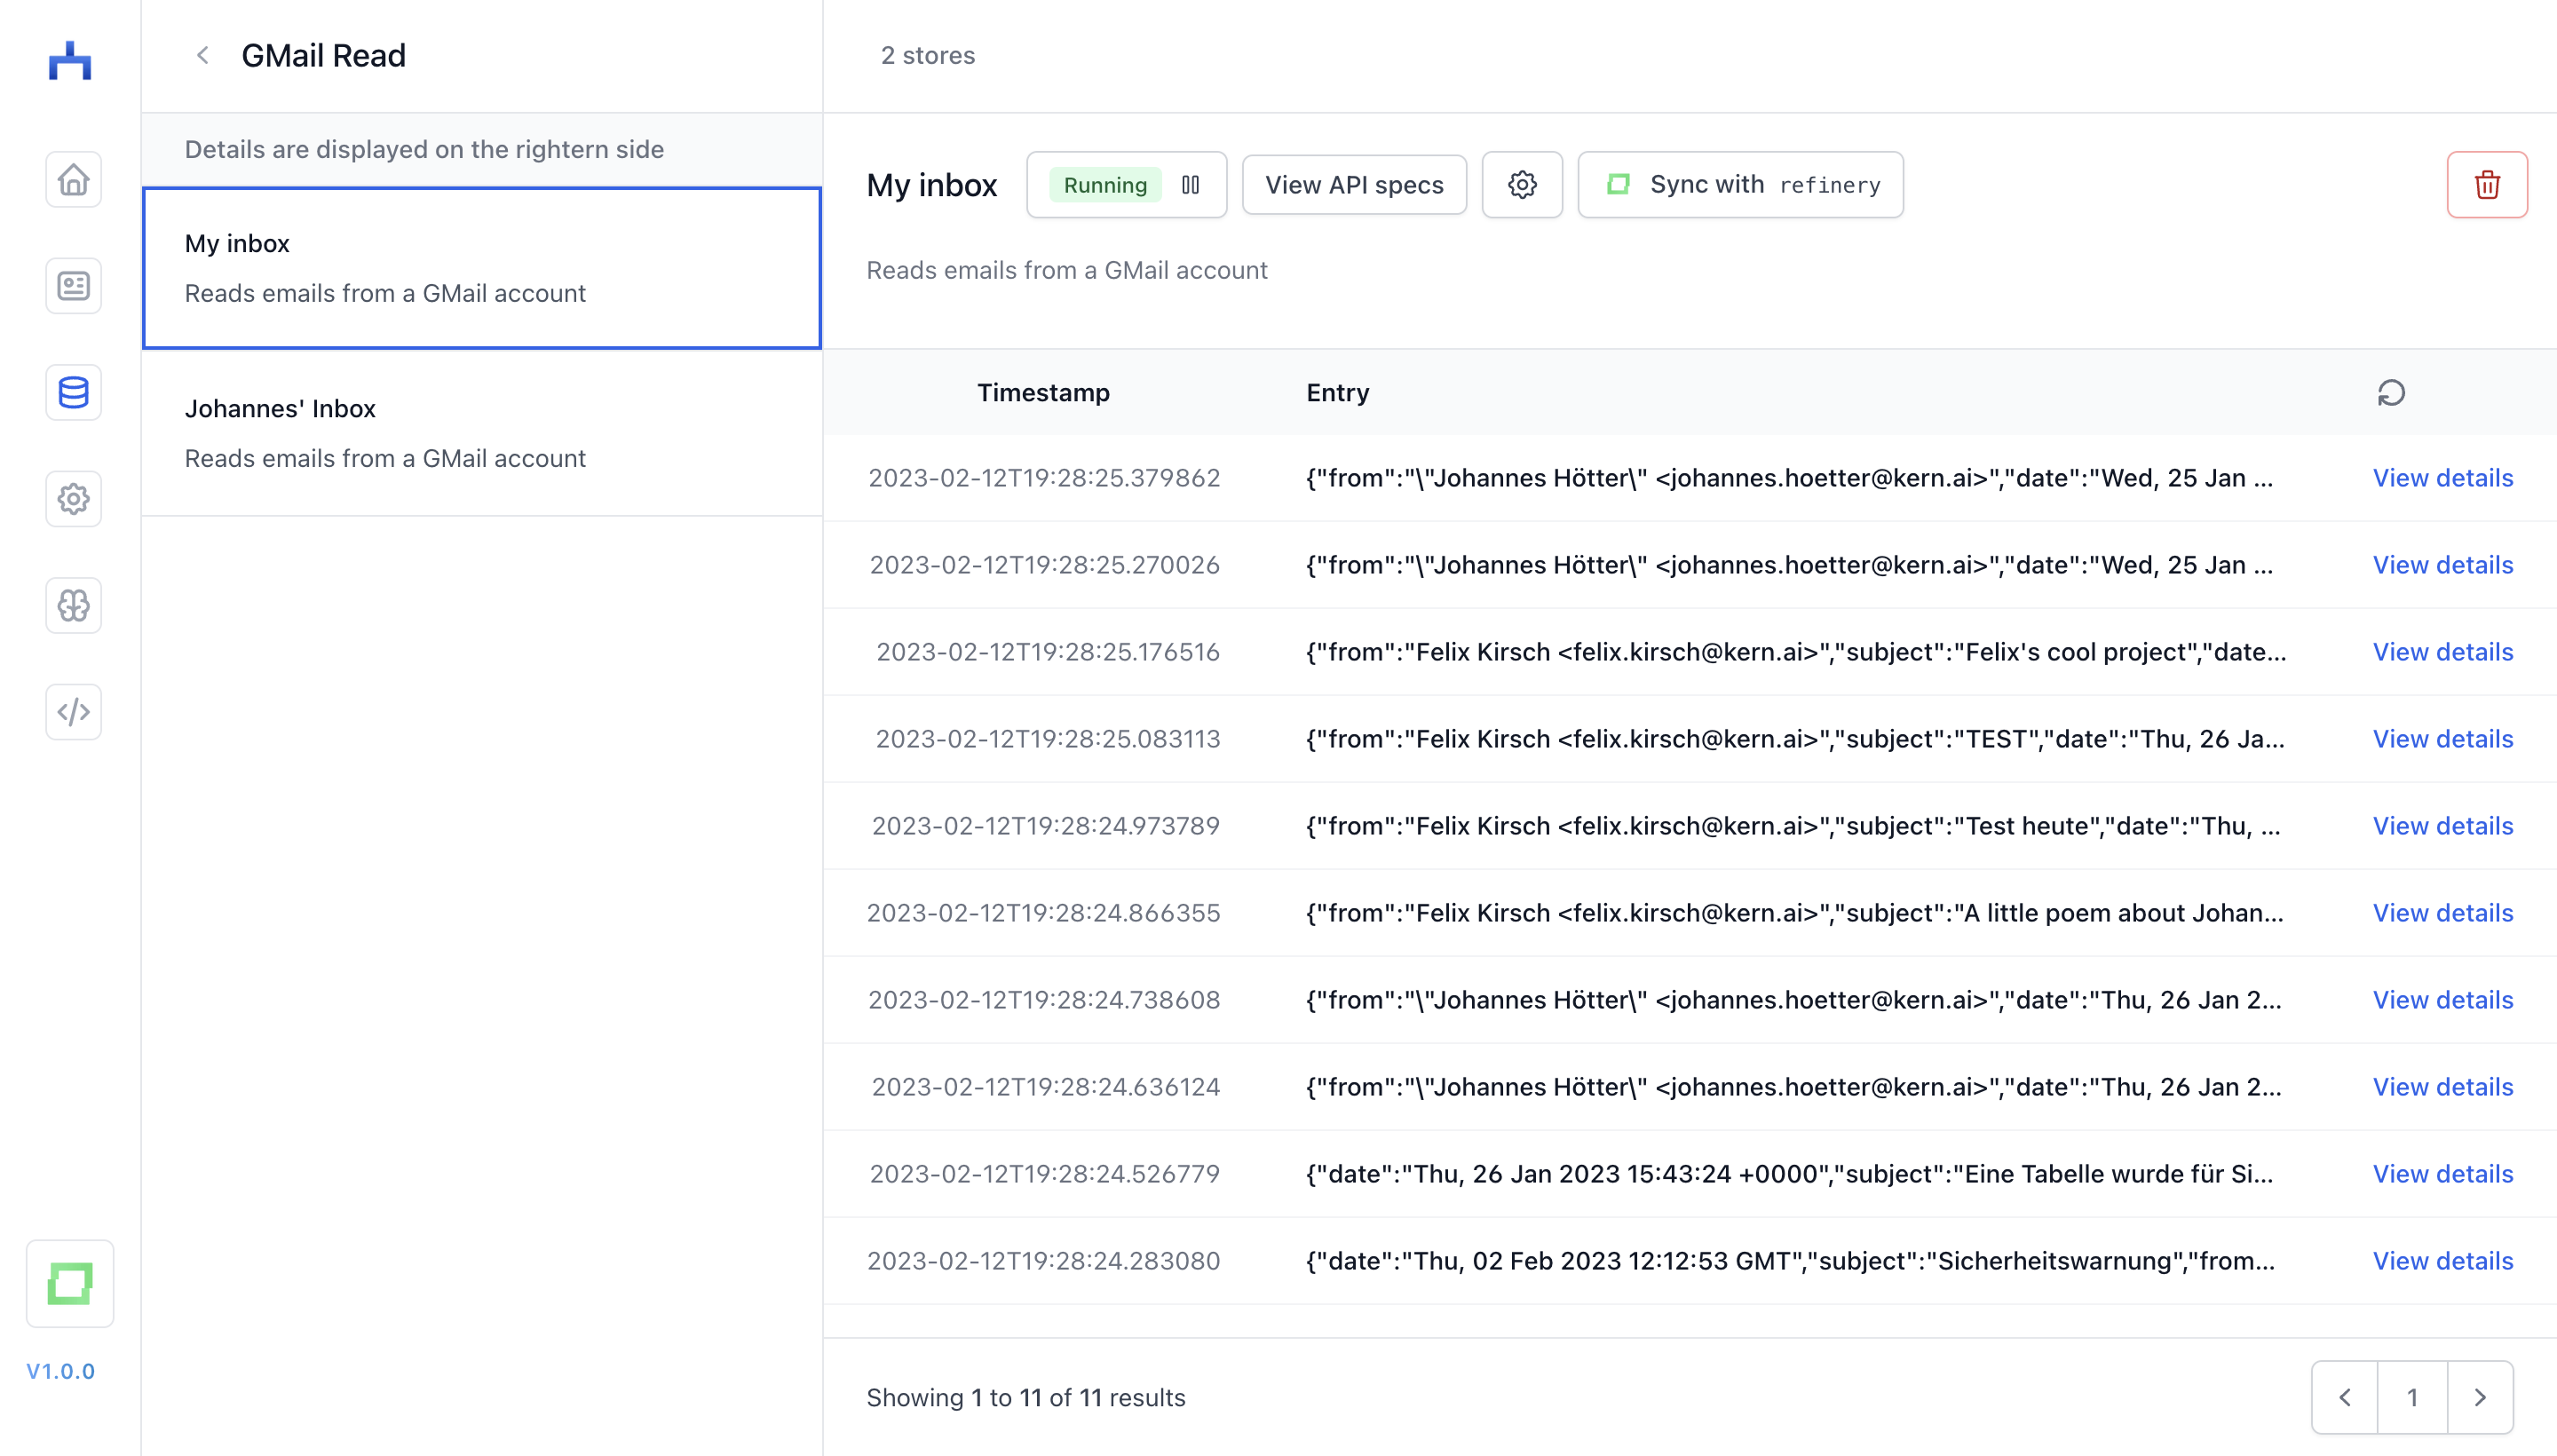 GMail Read
2 stores
Details are displayed on the rightern side
My inbox
Reads emails from a GMail account
Johannes' Inbox
Reads emails from a GMail account
My inbox Running View API specs Sync with refinery
Reads emails from a GMail account
Timestamp Entry
2023-02-12T19:28:25.379862 {"from":"\"Johannes Hötter\" <johannes.hoetter@kern.ai>","date":"Wed, 25 Jan ... View details
2023-02-12T19:28:25.270026 {"from":"\"Johannes Hötter\" <johannes.hoetter@kern.ai>","date":"Wed, 25 Jan ... View details
2023-02-12T19:28:25.176516 {"from":"Felix Kirsch <felix.kirsch@kern.ai>","subject":"Felix's cool project","date... View details
2023-02-12T19:28:25.083113 {"from":"Felix Kirsch <felix.kirsch@kern.ai>","subject":"TEST","date":"Thu, 26 Ja... View details
2023-02-12T19:28:24.973789 {"from":"Felix Kirsch <felix.kirsch@kern.ai>","subject":"Test heute","date":"Thu, ... View details
2023-02-12T19:28:24.866355 {"from":"Felix Kirsch <felix.kirsch@kern.ai>","subject":"A little poem about Johan... View details
2023-02-12T19:28:24.738608 {"from":"\"Johannes Hötter\" <johannes.hoetter@kern.ai>","date":"Thu, 26 Jan 2... View details
2023-02-12T19:28:24.636124 {"from":"\"Johannes Hötter\" <johannes.hoetter@kern.ai>","date":"Thu, 26 Jan 2... View details
2023-02-12T19:28:24.526779 {"date":"Thu, 26 Jan 2023 15:43:24 +0000","subject":"Eine Tabelle wurde für Si... View details
2023-02-12T19:28:24.283080 {"date":"Thu, 02 Feb 2023 12:12:53 GMT","subject":"Sicherheitswarnung","from... View details
V1.0.0
Showing 1 to 11 of 11 results
1